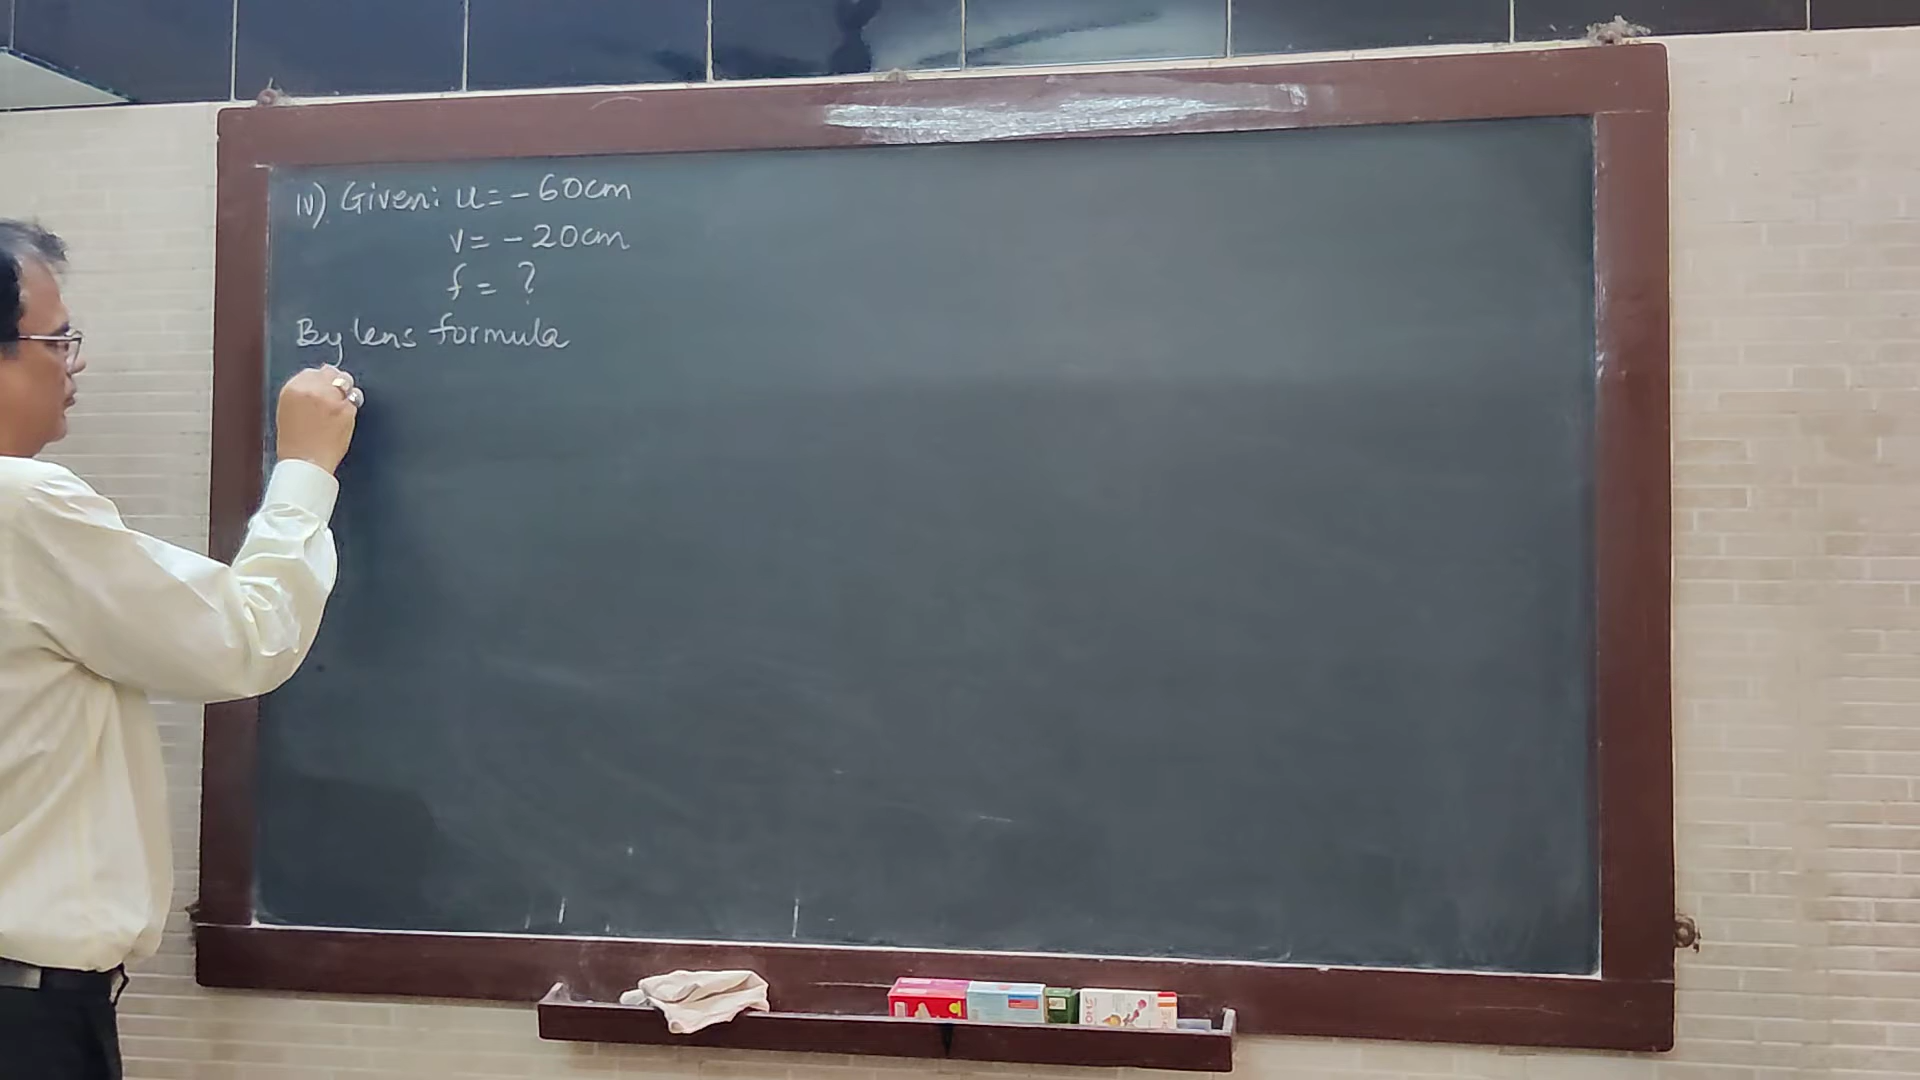 iv) Given: u = - 60cm
v = - 20cm
f = ?
By lens formula